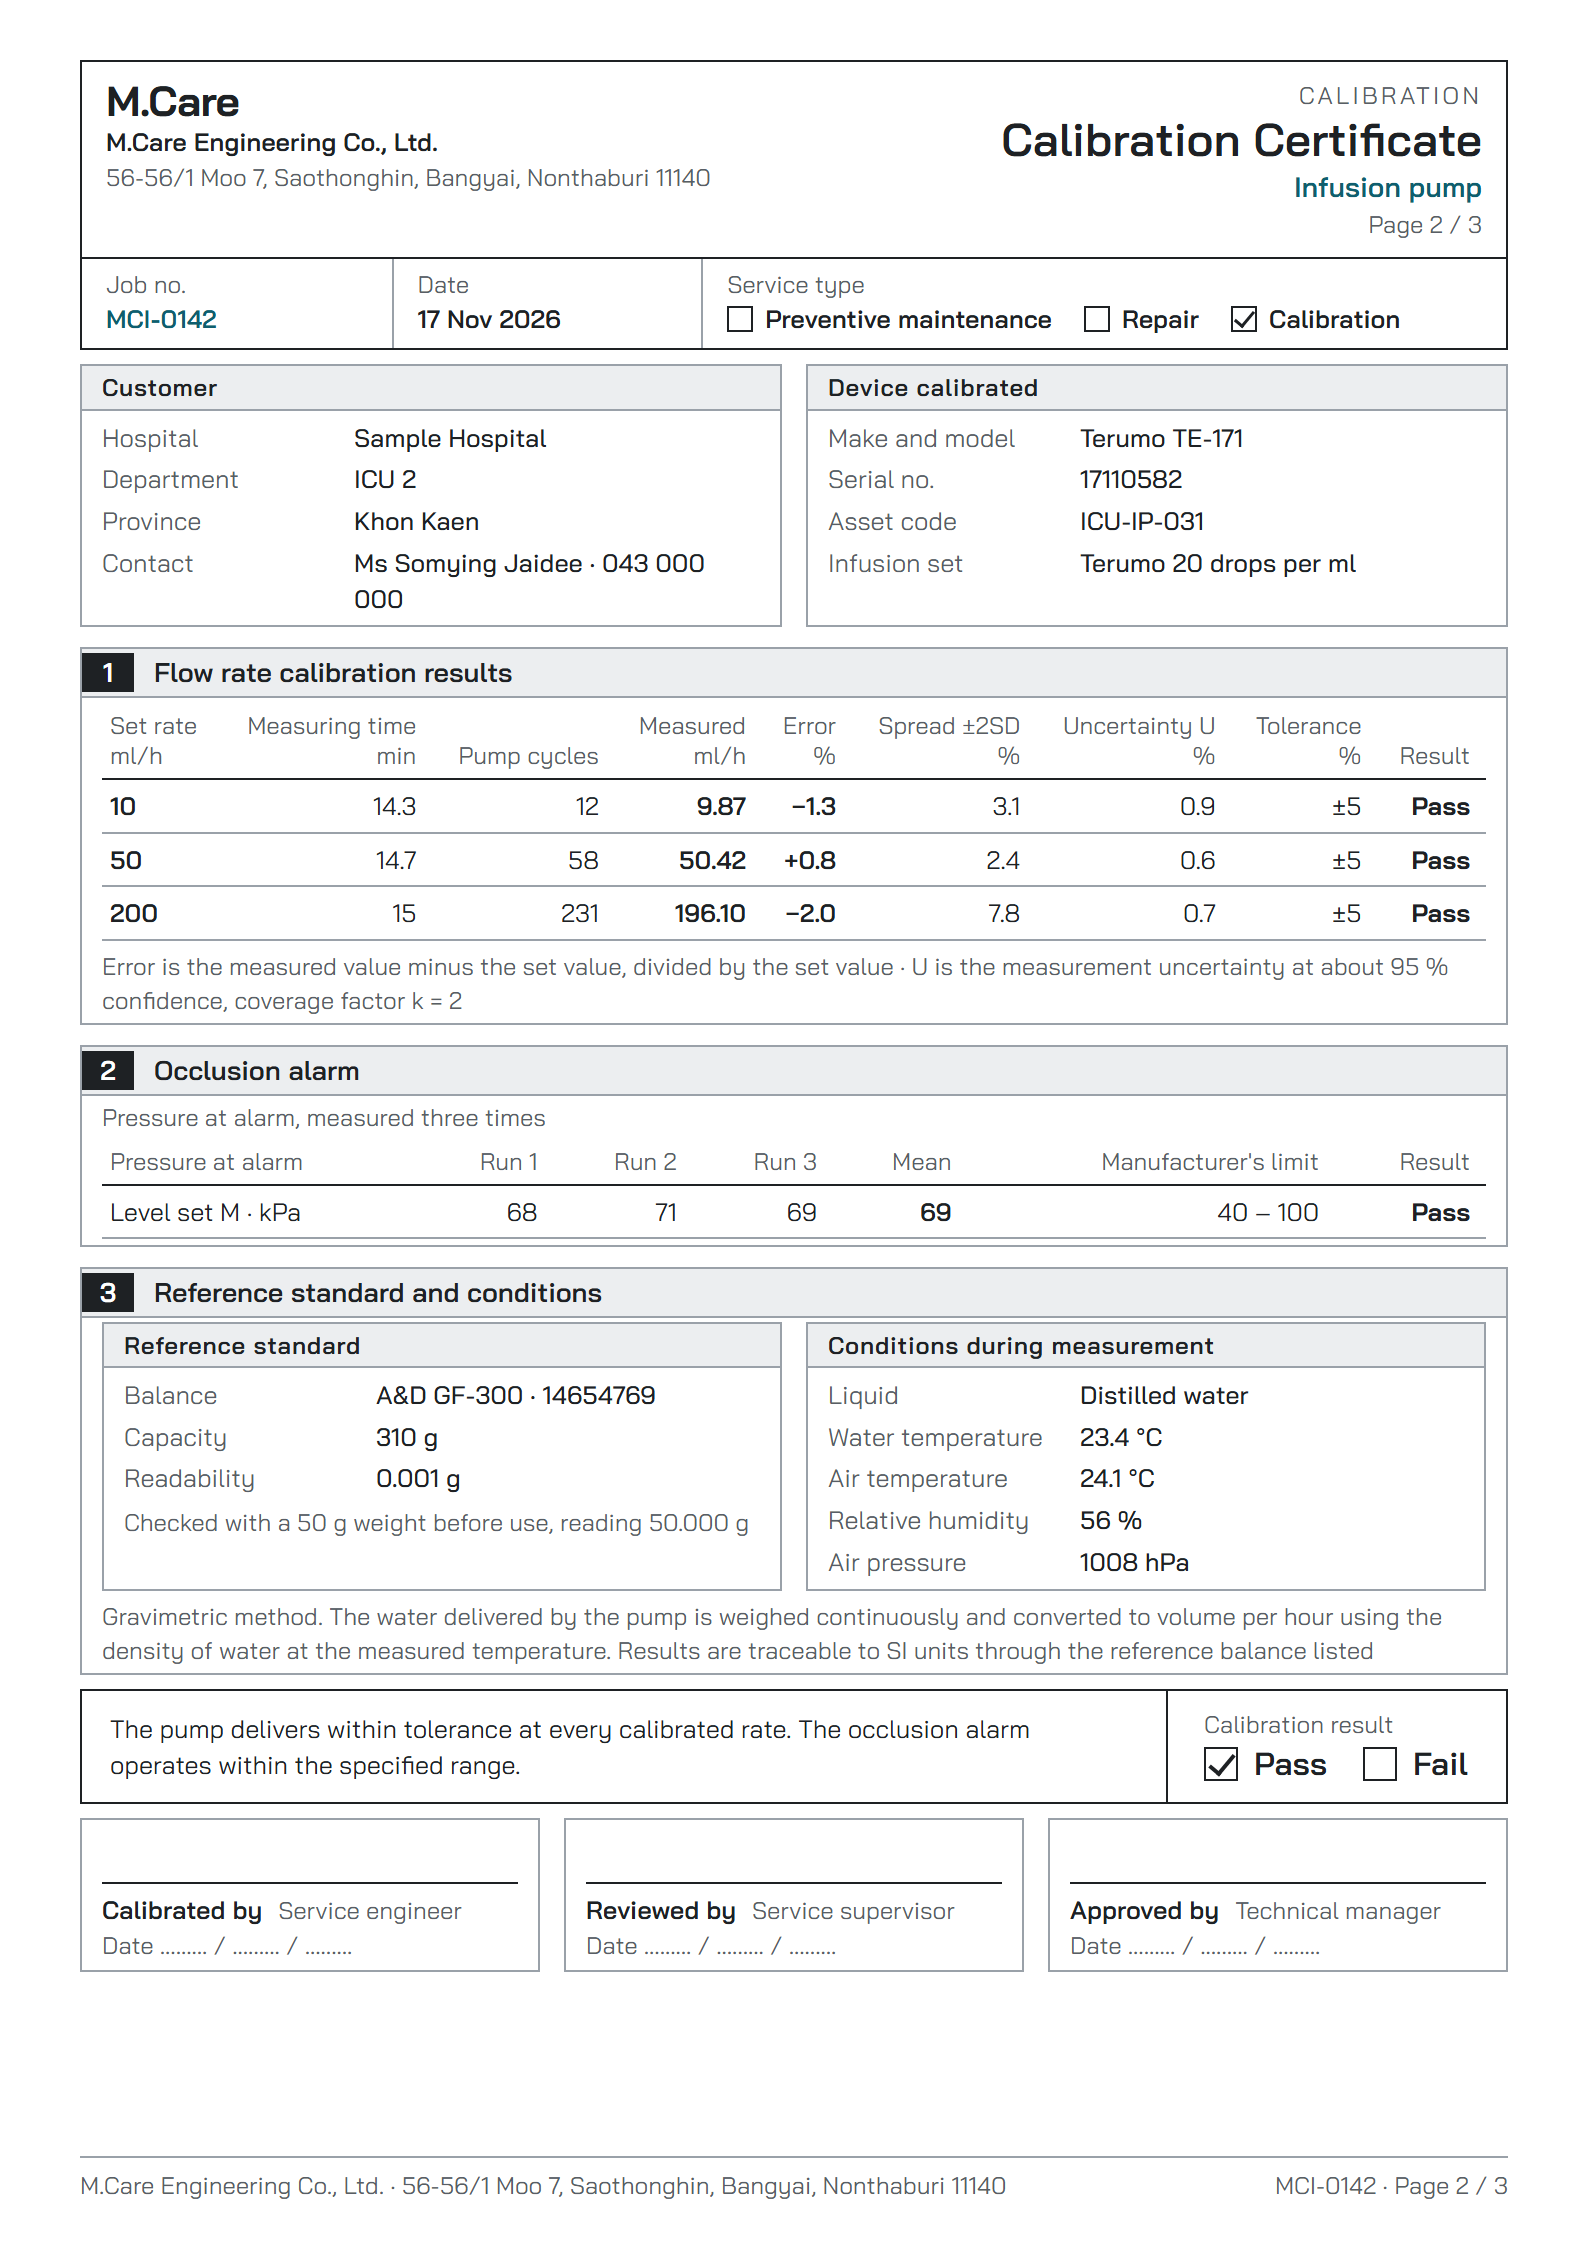 M.Care
M.Care Engineering Co., Ltd.
56-56/1 Moo 7, Saothonghin, Bangyai, Nonthaburi 11140
CALIBRATION
Calibration Certificate
Infusion pump
Page 2 / 3
Job no.
MCI-0142
Date
17 Nov 2026
Service type
Preventive maintenance Repair Calibration
Customer
Hospital Sample Hospital
Department ICU 2
Province Khon Kaen
Contact Ms Somying Jaidee · 043 000
000
Device calibrated
Make and model Terumo TE-171
Serial no. 17110582
Asset code ICU-IP-031
Infusion set Terumo 20 drops per ml
1 Flow rate calibration results
Set rate Measuring time Measured Error Spread ±2SD Uncertainty U Tolerance
ml/h min Pump cycles ml/h % % % % Result
10 14.3 12 9.87 −1.3 3.1 0.9 ±5 Pass
50 14.7 58 50.42 +0.8 2.4 0.6 ±5 Pass
200 15 231 196.10 −2.0 7.8 0.7 ±5 Pass
Error is the measured value minus the set value, divided by the set value · U is the measurement uncertainty at about 95 %
confidence, coverage factor k = 2
2 Occlusion alarm
Pressure at alarm, measured three times
Pressure at alarm Run 1 Run 2 Run 3 Mean Manufacturer's limit Result
Level set M · kPa 68 71 69 69 40 – 100 Pass
3 Reference standard and conditions
Reference standard
Balance A&D GF-300 · 14654769
Capacity 310 g
Readability 0.001 g
Checked with a 50 g weight before use, reading 50.000 g
Conditions during measurement
Liquid Distilled water
Water temperature 23.4 °C
Air temperature 24.1 °C
Relative humidity 56 %
Air pressure 1008 hPa
Gravimetric method. The water delivered by the pump is weighed continuously and converted to volume per hour using the
density of water at the measured temperature. Results are traceable to SI units through the reference balance listed
The pump delivers within tolerance at every calibrated rate. The occlusion alarm
operates within the specified range.
Calibration result
Pass Fail
Calibrated by Service engineer
Date ......... / ......... / .........
Reviewed by Service supervisor
Date ......... / ......... / .........
Approved by Technical manager
Date ......... / ......... / .........
M.Care Engineering Co., Ltd. · 56-56/1 Moo 7, Saothonghin, Bangyai, Nonthaburi 11140
MCI-0142 · Page 2 / 3